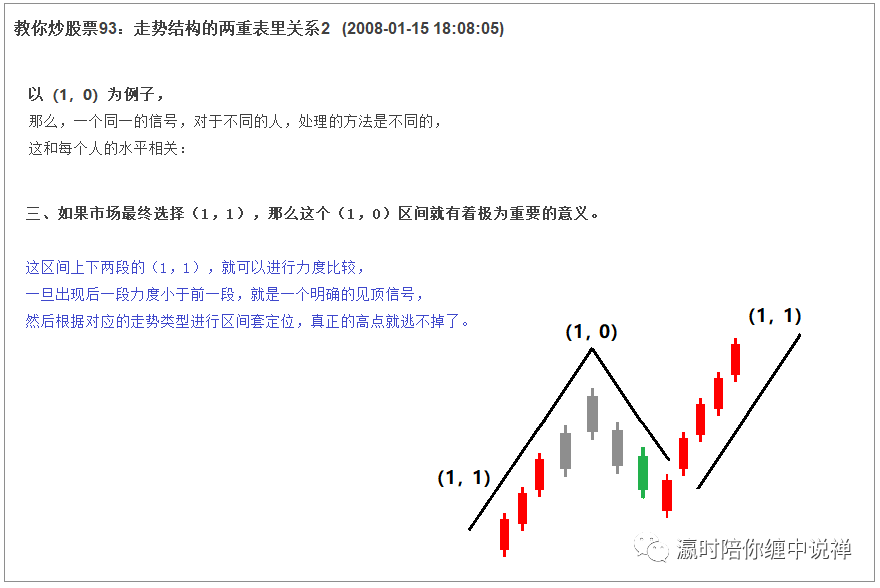 教你炒股票93：走势结构的两重表里关系2 (2008-01-15 18:08:05)
以（1，0）为例子，
那么，一个同一的信号，对于不同的人，处理的方法是不同的，
这和每个人的水平相关：
三、如果市场最终选择（1，1），那么这个（1，0）区间就有着极为重要的意义。
这区间上下两段的（1，1），就可以进行力度比较，
一旦出现后一段力度小于前一段，就是一个明确的见顶信号，
然后根据对应的走势类型进行区间套定位，真正的高点就逃不掉了。
(1，0)
(1，1)
(1，1)
瀛时陪你缠中说禅